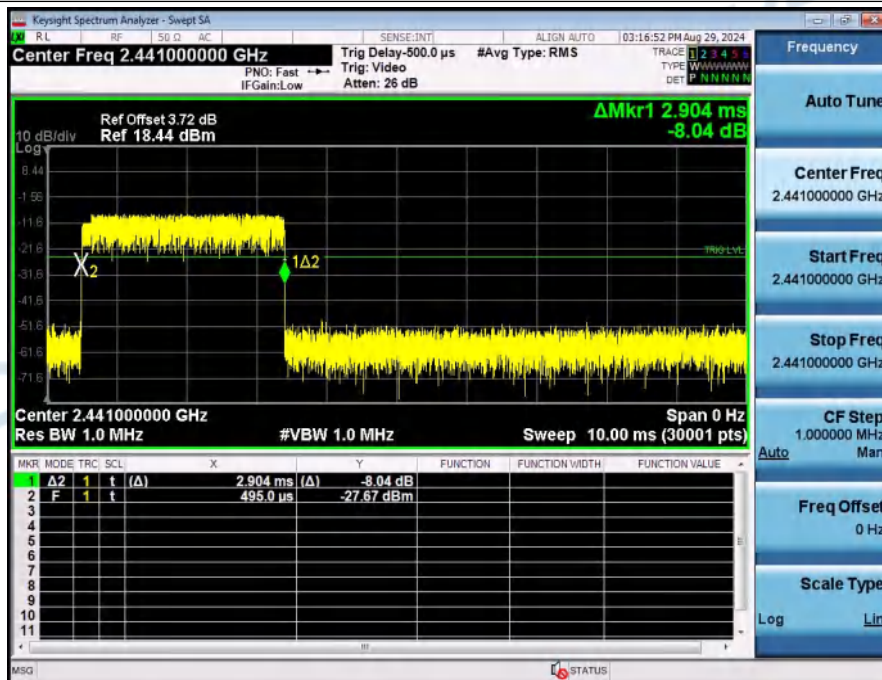 Keysight Spectrum Analyzer - Swept SA
LXI RL RF 50 Ω AC SENSE:INT ALIGN AUTO 03:16:52 PM Aug 29, 2024
Center Freq 2.441000000 GHz
PNO: Fast
IFGain:Low
Trig Delay-500.0 µs
Trig: Video
Atten: 26 dB
#Avg Type: RMS
TRACE 1 2 3 4 5 6
TYPE WWWWWW
DET P N N N N N
ΔMkr1 2.904 ms
-8.04 dB
Ref Offset 3.72 dB
10 dB/div Ref 18.44 dBm
Log
8.44
-1.56
-11.6
-21.6
-31.6
-41.6
-51.6
-61.6
-71.6
TRIG LVL
X2
1Δ2
Center 2.441000000 GHz Span 0 Hz
Res BW 1.0 MHz #VBW 1.0 MHz Sweep 10.00 ms (30001 pts)
MKR MODE TRC SCL X Y FUNCTION FUNCTION WIDTH FUNCTION VALUE
1 Δ2 1 t (Δ) 2.904 ms (Δ) -8.04 dB
2 F 1 t 495.0 µs -27.67 dBm
3
4
5
6
7
8
9
10
11
MSG STATUS
Frequency
Auto Tune
Center Freq
2.441000000 GHz
Start Freq
2.441000000 GHz
Stop Freq
2.441000000 GHz
CF Step
1.000000 MHz
Auto Man
Freq Offset
0 Hz
Scale Type
Log Lin